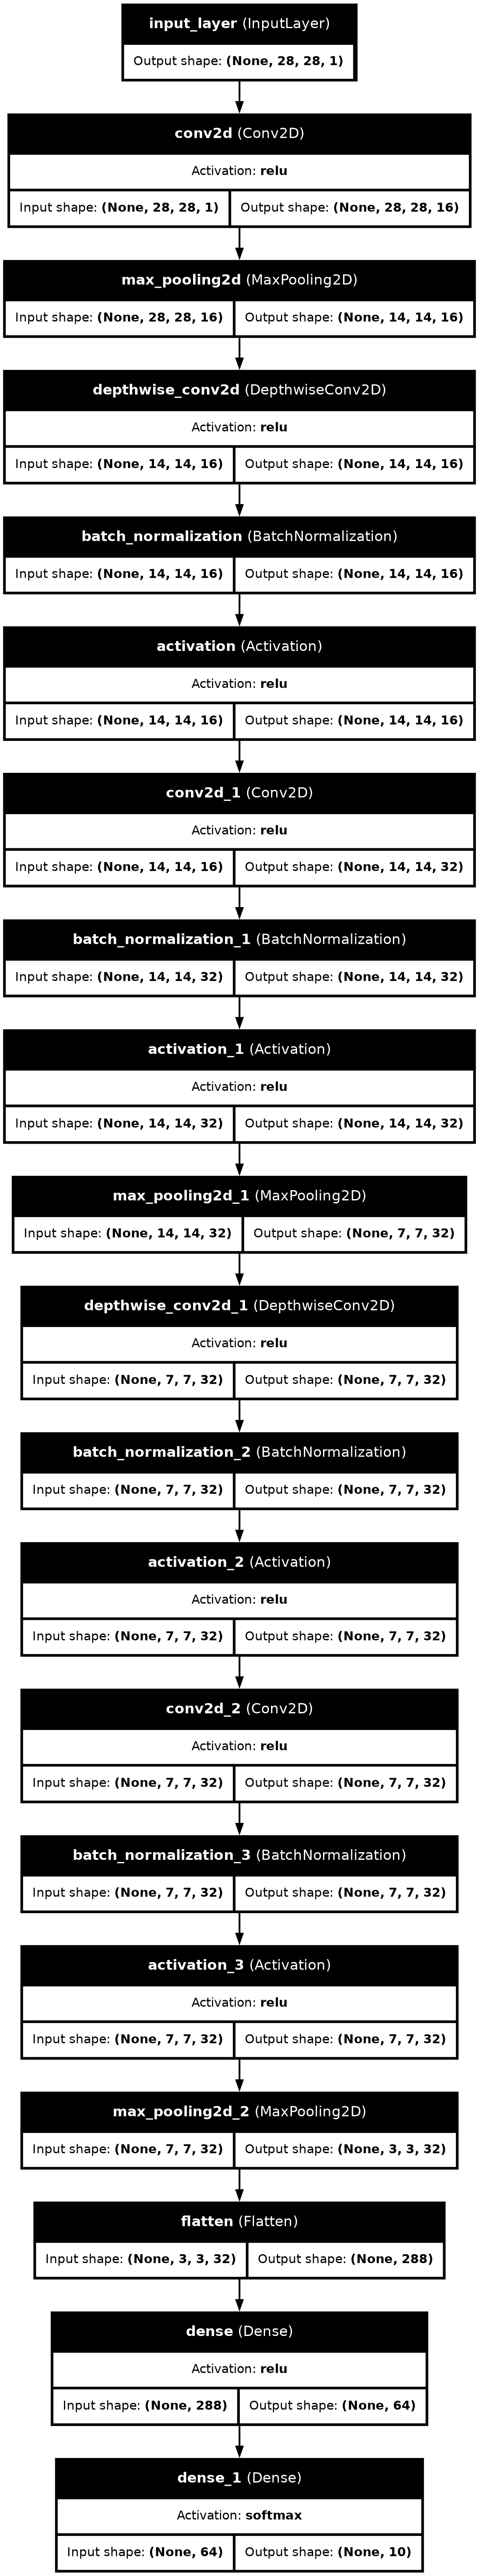 input_layer (InputLayer)
Output shape: (None, 28, 28, 1)
conv2d (Conv2D)
Activation: relu
Input shape: (None, 28, 28, 1) Output shape: (None, 28, 28, 16)
max_pooling2d (MaxPooling2D)
Input shape: (None, 28, 28, 16) Output shape: (None, 14, 14, 16)
depthwise_conv2d (DepthwiseConv2D)
Activation: relu
Input shape: (None, 14, 14, 16) Output shape: (None, 14, 14, 16)
batch_normalization (BatchNormalization)
Input shape: (None, 14, 14, 16) Output shape: (None, 14, 14, 16)
activation (Activation)
Activation: relu
Input shape: (None, 14, 14, 16) Output shape: (None, 14, 14, 16)
conv2d_1 (Conv2D)
Activation: relu
Input shape: (None, 14, 14, 16) Output shape: (None, 14, 14, 32)
batch_normalization_1 (BatchNormalization)
Input shape: (None, 14, 14, 32) Output shape: (None, 14, 14, 32)
activation_1 (Activation)
Activation: relu
Input shape: (None, 14, 14, 32) Output shape: (None, 14, 14, 32)
max_pooling2d_1 (MaxPooling2D)
Input shape: (None, 14, 14, 32) Output shape: (None, 7, 7, 32)
depthwise_conv2d_1 (DepthwiseConv2D)
Activation: relu
Input shape: (None, 7, 7, 32) Output shape: (None, 7, 7, 32)
batch_normalization_2 (BatchNormalization)
Input shape: (None, 7, 7, 32) Output shape: (None, 7, 7, 32)
activation_2 (Activation)
Activation: relu
Input shape: (None, 7, 7, 32) Output shape: (None, 7, 7, 32)
conv2d_2 (Conv2D)
Activation: relu
Input shape: (None, 7, 7, 32) Output shape: (None, 7, 7, 32)
batch_normalization_3 (BatchNormalization)
Input shape: (None, 7, 7, 32) Output shape: (None, 7, 7, 32)
activation_3 (Activation)
Activation: relu
Input shape: (None, 7, 7, 32) Output shape: (None, 7, 7, 32)
max_pooling2d_2 (MaxPooling2D)
Input shape: (None, 7, 7, 32) Output shape: (None, 3, 3, 32)
flatten (Flatten)
Input shape: (None, 3, 3, 32) Output shape: (None, 288)
dense (Dense)
Activation: relu
Input shape: (None, 288) Output shape: (None, 64)
dense_1 (Dense)
Activation: softmax
Input shape: (None, 64) Output shape: (None, 10)